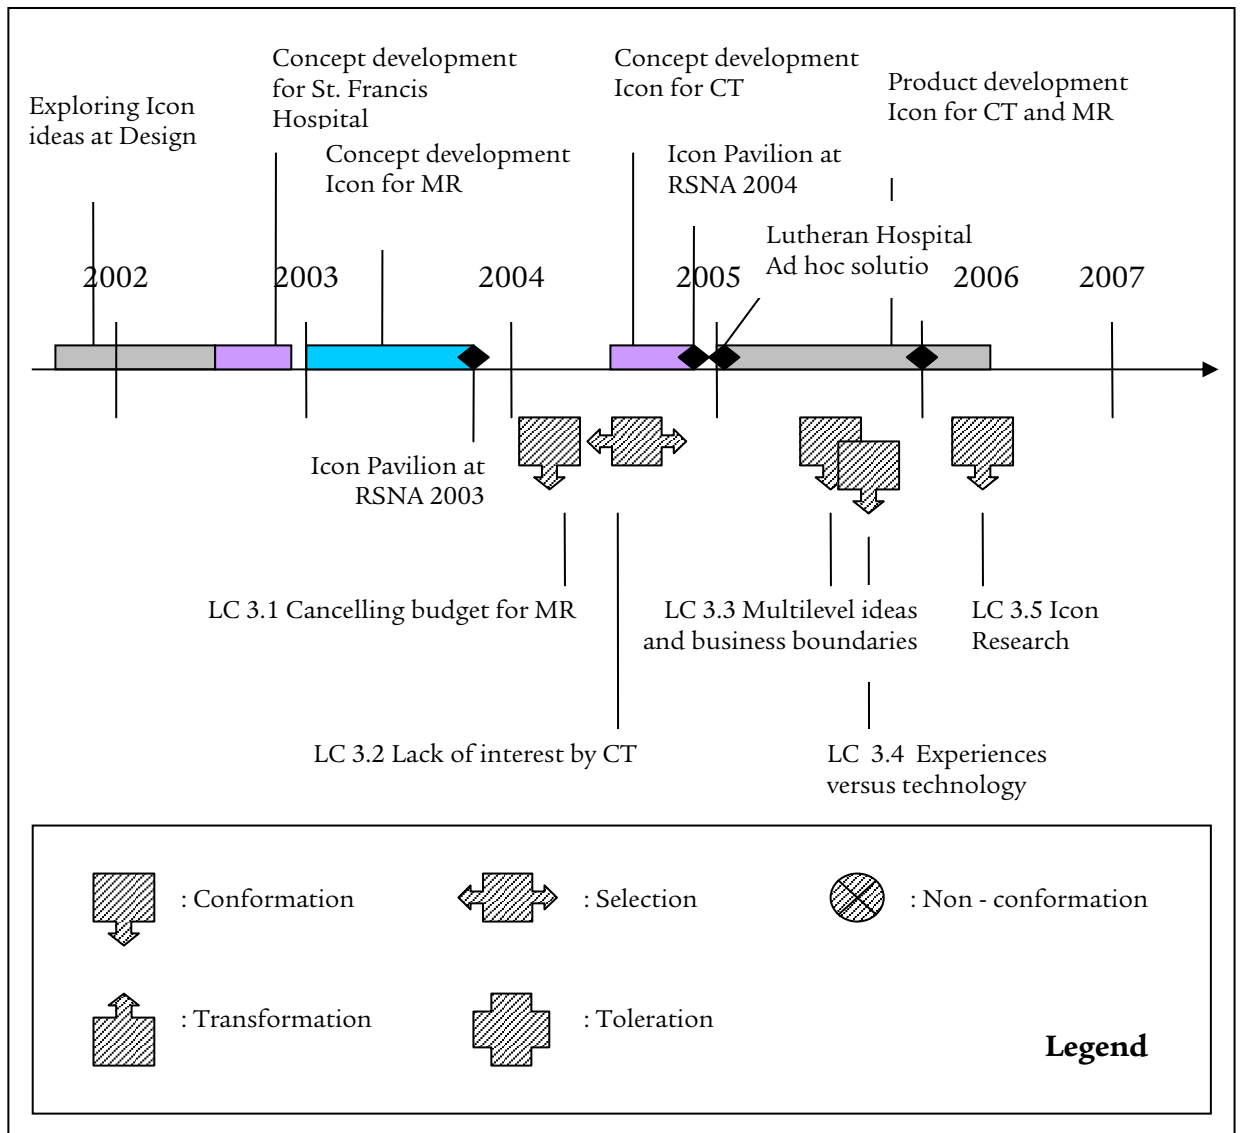 Exploring Icon
ideas at Design
Concept development
for St. Francis
Hospital
Concept development
Icon for MR
Concept development
Icon for CT
Icon Pavilion at
RSNA 2004
Product development
Icon for CT and MR
Lutheran Hospital
Ad hoc solutio
2002
2003
2004
2005
2006
2007
Icon Pavilion at
RSNA 2003
LC 3.1 Cancelling budget for MR
LC 3.3 Multilevel ideas
and business boundaries
LC 3.5 Icon
Research
LC 3.2 Lack of interest by CT
LC 3.4 Experiences
versus technology
: Conformation
: Selection
: Non - conformation
: Transformation
: Toleration
Legend